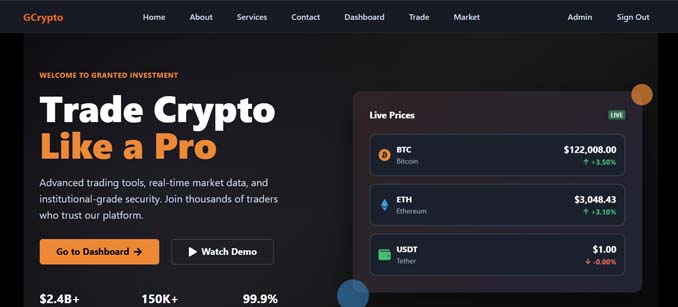 GCrypto
Home About Services Contact Dashboard Trade Market
Admin Sign Out
WELCOME TO GRANTED INVESTMENT
Trade Crypto
Like a Pro
Advanced trading tools, real-time market data, and
institutional-grade security. Join thousands of traders
who trust our platform.
Go to Dashboard →
Watch Demo
$2.4B+ 150K+ 99.9%
Live Prices LIVE
BTC $122,008.00
Bitcoin ↑ +3.50%
ETH $3,048.43
Ethereum ↑ +3.10%
USDT $1.00
Tether ↓ -0.00%